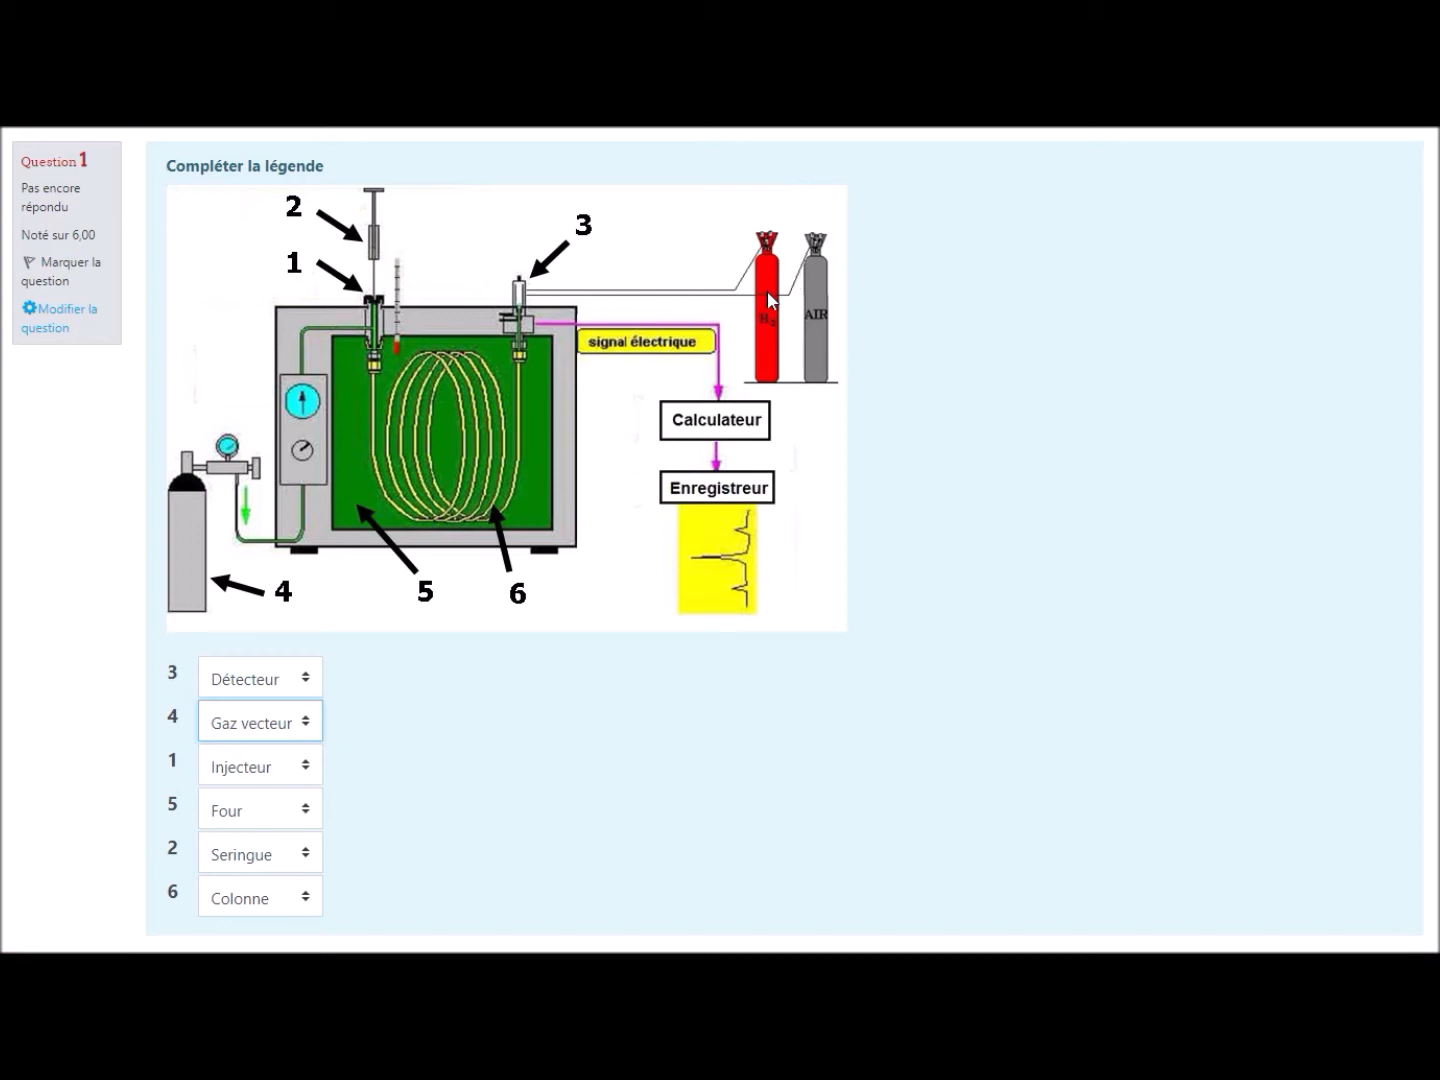 Question 1
Pas encore
répondu
Noté sur 6,00
Marquer la
question
Modifier la
question
Compléter la légende
2
3
1
H2
AIR
signal électrique
Calculateur
Enregistreur
4
5
6
3 Détecteur
4 Gaz vecteur
1 Injecteur
5 Four
2 Seringue
6 Colonne